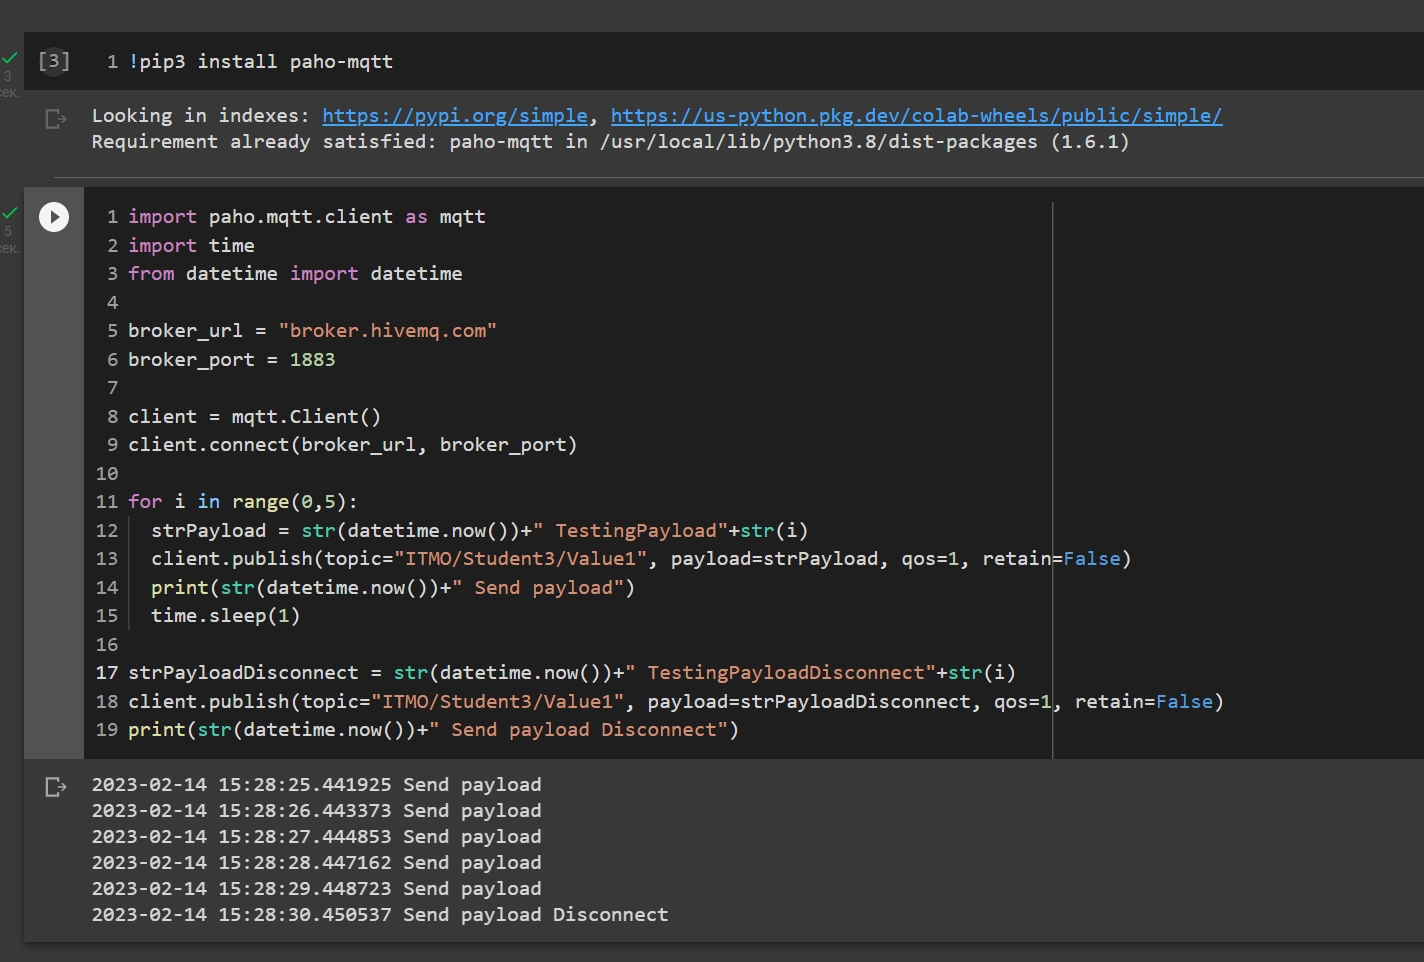 [3] 1 !pip3 install paho-mqtt
3
сек.
Looking in indexes: https://pypi.org/simple, https://us-python.pkg.dev/colab-wheels/public/simple/
Requirement already satisfied: paho-mqtt in /usr/local/lib/python3.8/dist-packages (1.6.1)
5
сек.
1 import paho.mqtt.client as mqtt
2 import time
3 from datetime import datetime
4
5 broker_url = "broker.hivemq.com"
6 broker_port = 1883
7
8 client = mqtt.Client()
9 client.connect(broker_url, broker_port)
10
11 for i in range(0,5):
12   strPayload = str(datetime.now())+" TestingPayload"+str(i)
13   client.publish(topic="ITMO/Student3/Value1", payload=strPayload, qos=1, retain=False)
14   print(str(datetime.now())+" Send payload")
15   time.sleep(1)
16
17 strPayloadDisconnect = str(datetime.now())+" TestingPayloadDisconnect"+str(i)
18 client.publish(topic="ITMO/Student3/Value1", payload=strPayloadDisconnect, qos=1, retain=False)
19 print(str(datetime.now())+" Send payload Disconnect")
2023-02-14 15:28:25.441925 Send payload
2023-02-14 15:28:26.443373 Send payload
2023-02-14 15:28:27.444853 Send payload
2023-02-14 15:28:28.447162 Send payload
2023-02-14 15:28:29.448723 Send payload
2023-02-14 15:28:30.450537 Send payload Disconnect